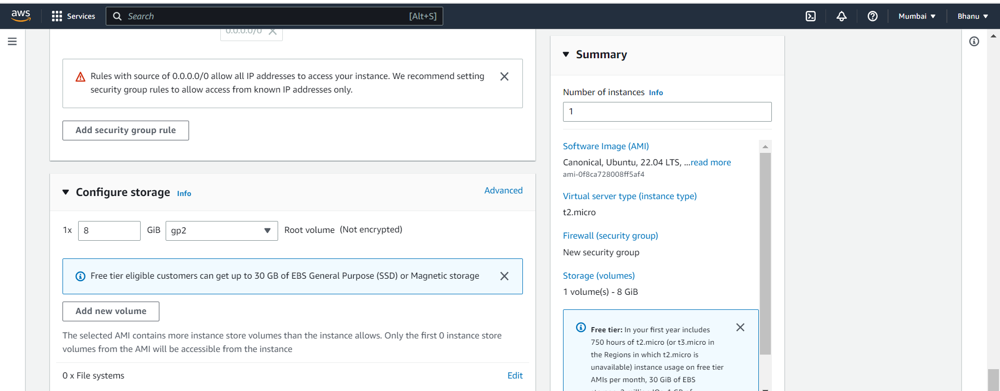 aws
Services
Search
[Alt+S]
Mumbai
Bhanu
0.0.0.0/0
Rules with source of 0.0.0.0/0 allow all IP addresses to access your instance. We recommend setting
security group rules to allow access from known IP addresses only.
Add security group rule
Configure storage Info
Advanced
1x
8
GiB
gp2
Root volume (Not encrypted)
Free tier eligible customers can get up to 30 GB of EBS General Purpose (SSD) or Magnetic storage
Add new volume
The selected AMI contains more instance store volumes than the instance allows. Only the first 0 instance store
volumes from the AMI will be accessible from the instance
0 x File systems
Edit
Summary
Number of instances Info
1
Software Image (AMI)
Canonical, Ubuntu, 22.04 LTS, ...read more
ami-0f8ca728008ff5af4
Virtual server type (instance type)
t2.micro
Firewall (security group)
New security group
Storage (volumes)
1 volume(s) - 8 GiB
Free tier: In your first year includes
750 hours of t2.micro (or t3.micro in
the Regions in which t2.micro is
unavailable) instance usage on free tier
AMIs per month, 30 GiB of EBS